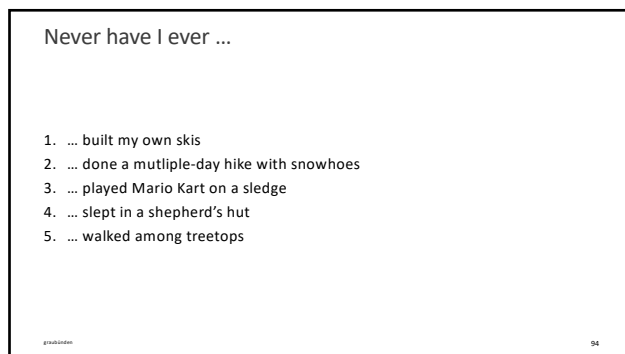 Never have I ever ...
1. ... built my own skis
2. ... done a mutliple-day hike with snowhoes
3. ... played Mario Kart on a sledge
4. ... slept in a shepherd's hut
5. ... walked among treetops
graubünden
94